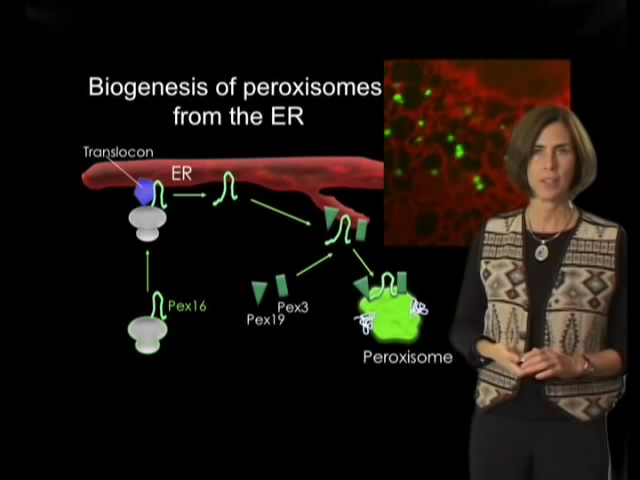 Biogenesis of peroxisomes
from the ER
Translocon
ER
Pex16
Pex3
Pex19
Peroxisome